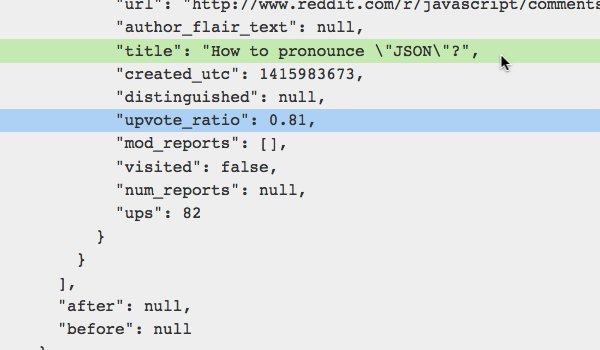 "url": "http://www.reddit.com/r/javascript/comments
"author_flair_text": null,
"title": "How to pronounce \"JSON\"?",
"created_utc": 1415983673,
"distinguished": null,
"upvote_ratio": 0.81,
"mod_reports": [],
"visited": false,
"num_reports": null,
"ups": 82
}
}
],
"after": null,
"before": null
}